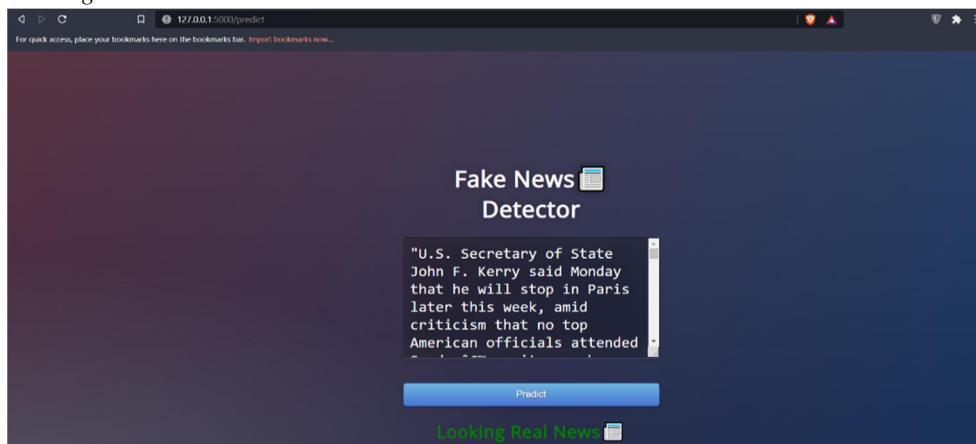 127.0.0.1:5000/predict
For quick access, place your bookmarks here on the bookmarks bar. Import bookmarks now...
Fake News
Detector
"U.S. Secretary of State
John F. Kerry said Monday
that he will stop in Paris
later this week, amid
criticism that no top
American officials attended
Predict
Looking Real News